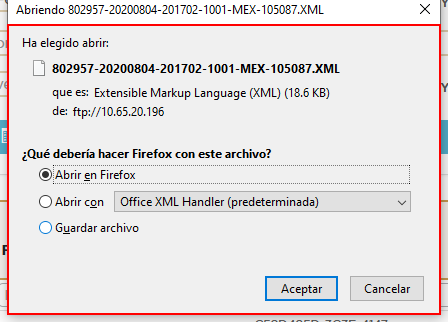 Abriendo 802957-20200804-201702-1001-MEX-105087.XML
Ha elegido abrir:
802957-20200804-201702-1001-MEX-105087.XML
que es: Extensible Markup Language (XML) (18.6 KB)
de: ftp://10.65.20.196
¿Qué debería hacer Firefox con este archivo?
Abrir en Firefox
Abrir con Office XML Handler (predeterminada)
Guardar archivo
Aceptar Cancelar